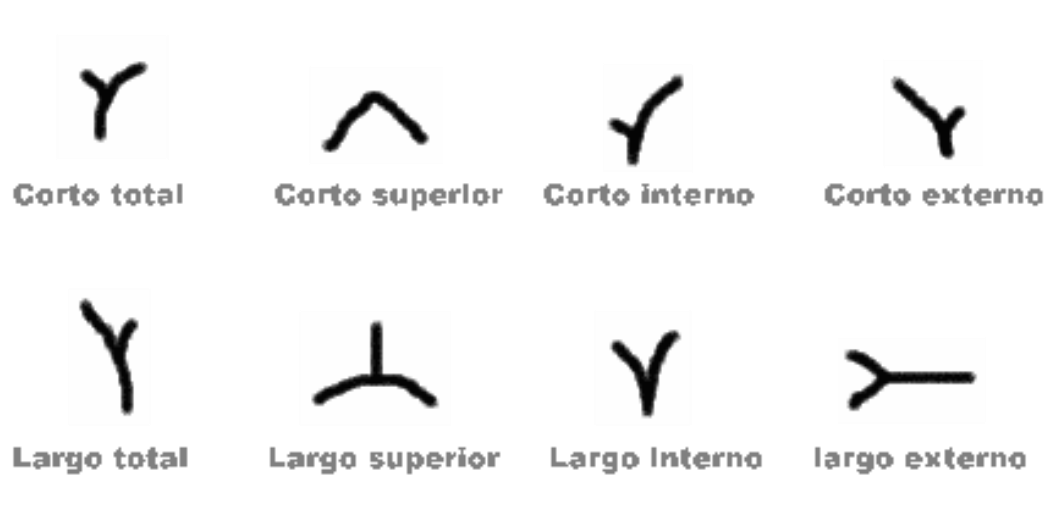 Corto total
Corto superior
Corto interno
Corto externo
Largo total
Largo superior
Largo Interno
largo externo